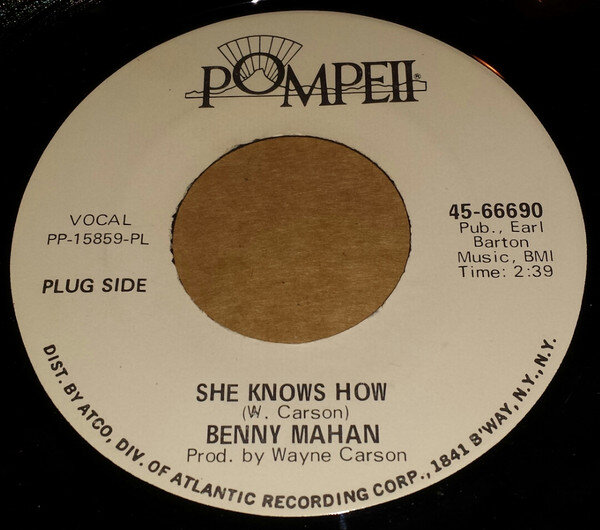 POMPEII®
VOCAL
PP-15859-PL
PLUG SIDE
45-66690
Pub., Earl
Barton
Music, BMI
Time: 2:39
SHE KNOWS HOW
(W. Carson)
BENNY MAHAN
Prod. by Wayne Carson
DIST. BY ATCO, DIV. OF ATLANTIC RECORDING CORP., 1841 B'WAY, N.Y., N.Y.